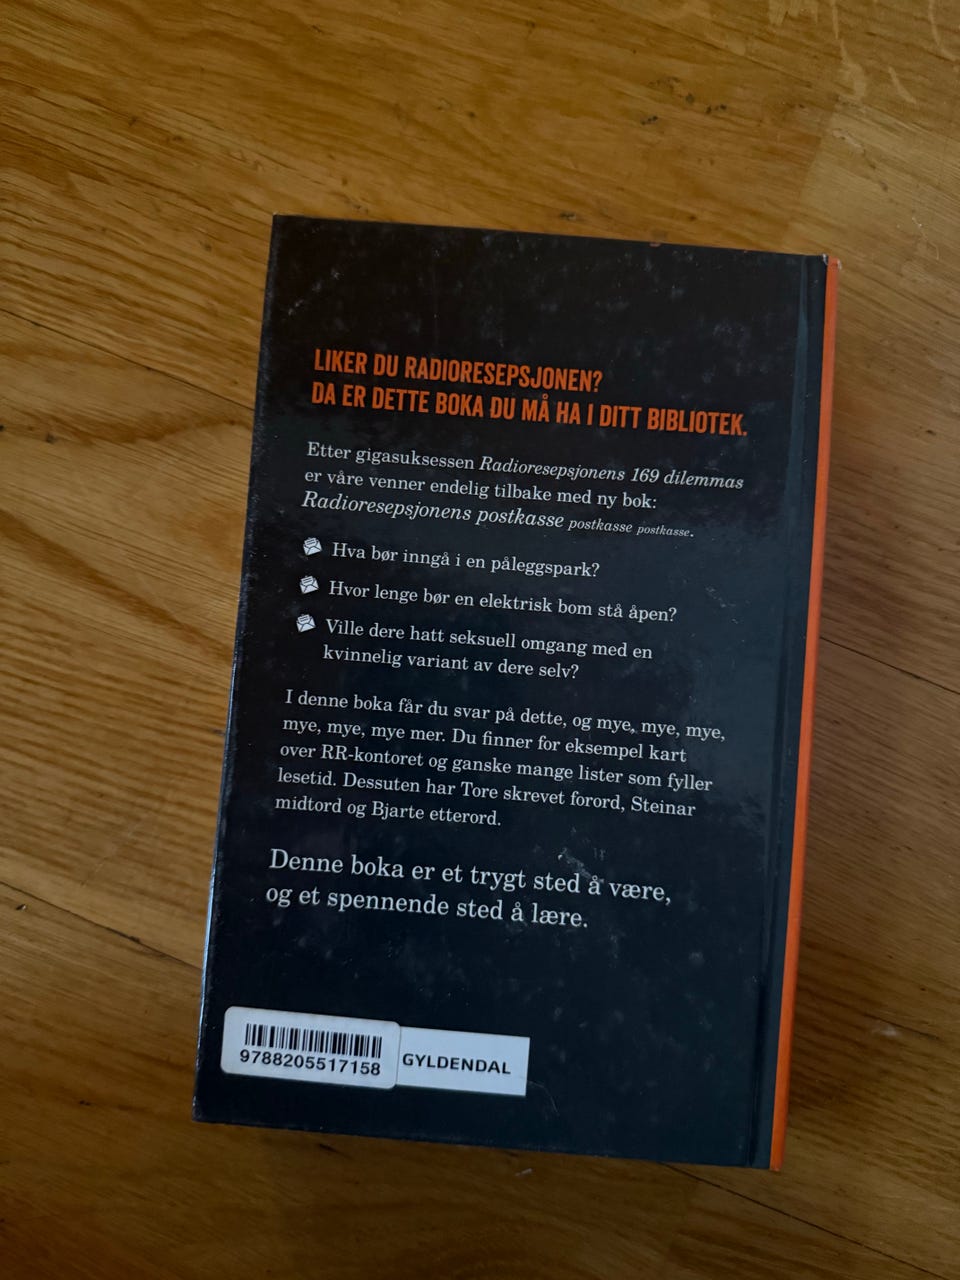 LIKER DU RADIORESEPSJONEN?
DA ER DETTE BOKA DU MÅ HA I DITT BIBLIOTEK.
Etter gigasuksessen Radioresepsjonens 169 dilemmas
er våre venner endelig tilbake med ny bok:
Radioresepsjonens postkasse postkasse postkasse.
Hva bør inngå i en påleggspark?
Hvor lenge bør en elektrisk bom stå åpen?
Ville dere hatt seksuell omgang med en
kvinnelig variant av dere selv?
I denne boka får du svar på dette, og mye, mye, mye,
mye, mye, mye mer. Du finner for eksempel kart
over RR-kontoret og ganske mange lister som fyller
lesetid. Dessuten har Tore skrevet forord, Steinar
midtord og Bjarte etterord.
Denne boka er et trygt sted å være,
og et spennende sted å lære.
9788205517158
GYLDENDAL